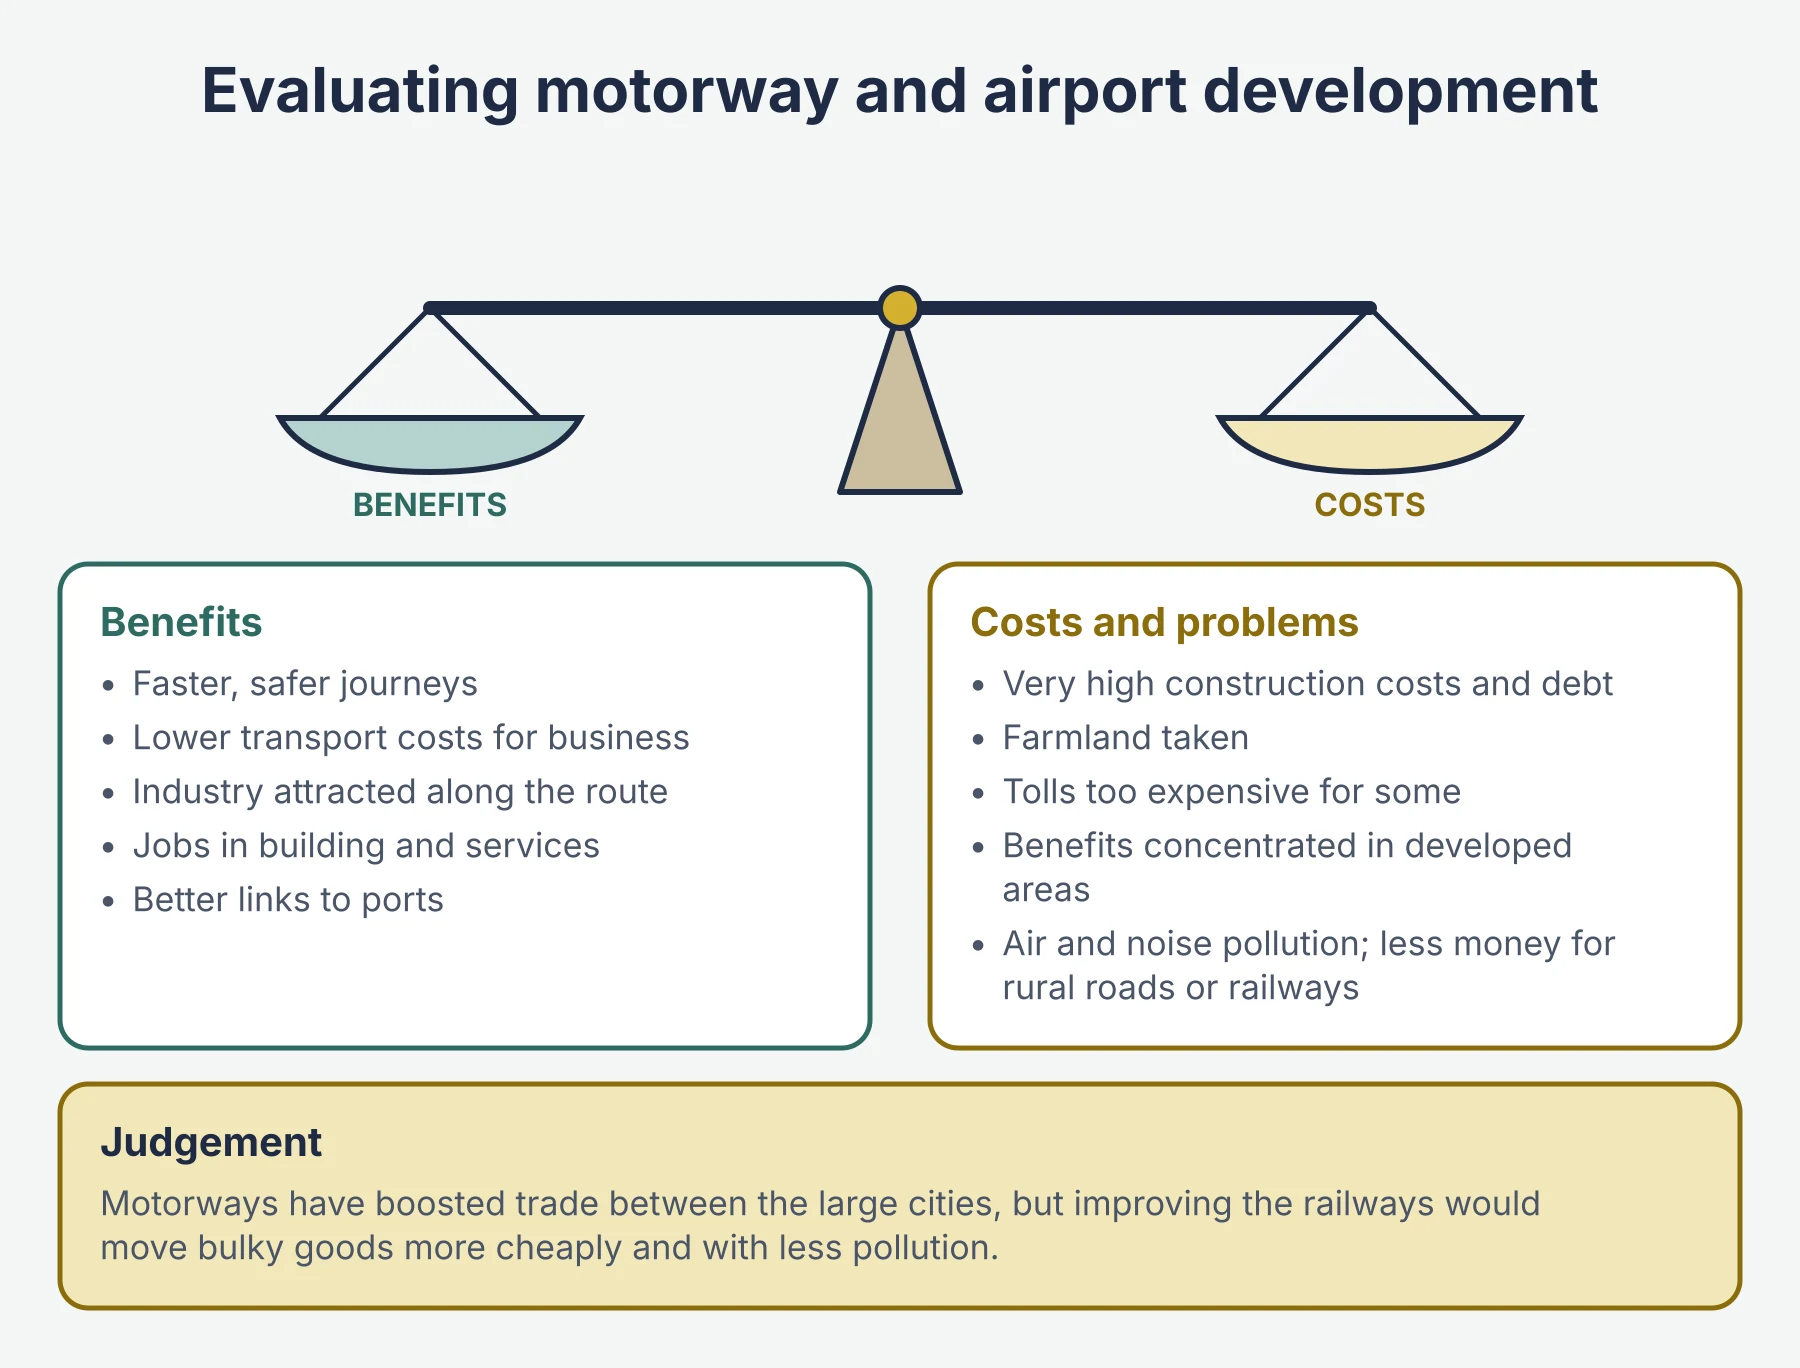 Evaluating motorway and airport development
BENEFITS
COSTS
Benefits
• Faster, safer journeys
• Lower transport costs for business
• Industry attracted along the route
• Jobs in building and services
• Better links to ports
Costs and problems
• Very high construction costs and debt
• Farmland taken
• Tolls too expensive for some
• Benefits concentrated in developed
areas
• Air and noise pollution; less money for
rural roads or railways
Judgement
Motorways have boosted trade between the large cities, but improving the railways would
move bulky goods more cheaply and with less pollution.